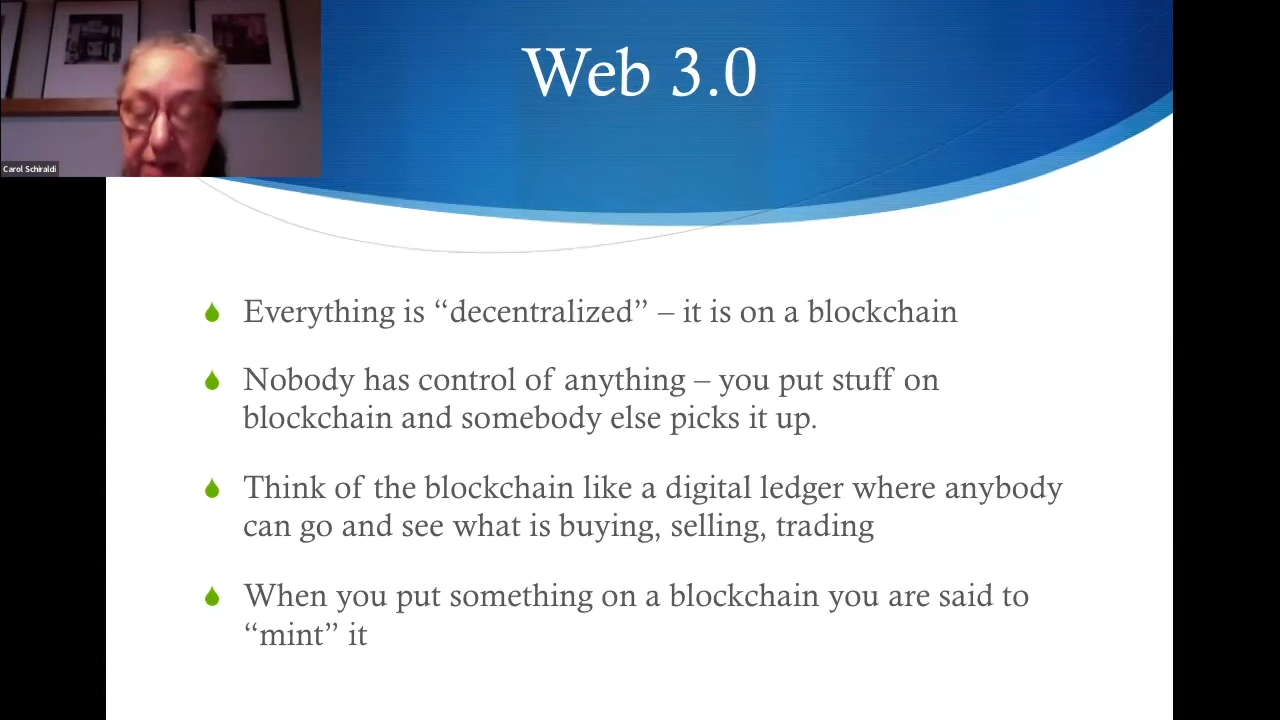 Web 3.0
Carol Schiraldi
Everything is “decentralized” – it is on a blockchain
Nobody has control of anything – you put stuff on
blockchain and somebody else picks it up.
Think of the blockchain like a digital ledger where anybody
can go and see what is buying, selling, trading
When you put something on a blockchain you are said to
“mint” it